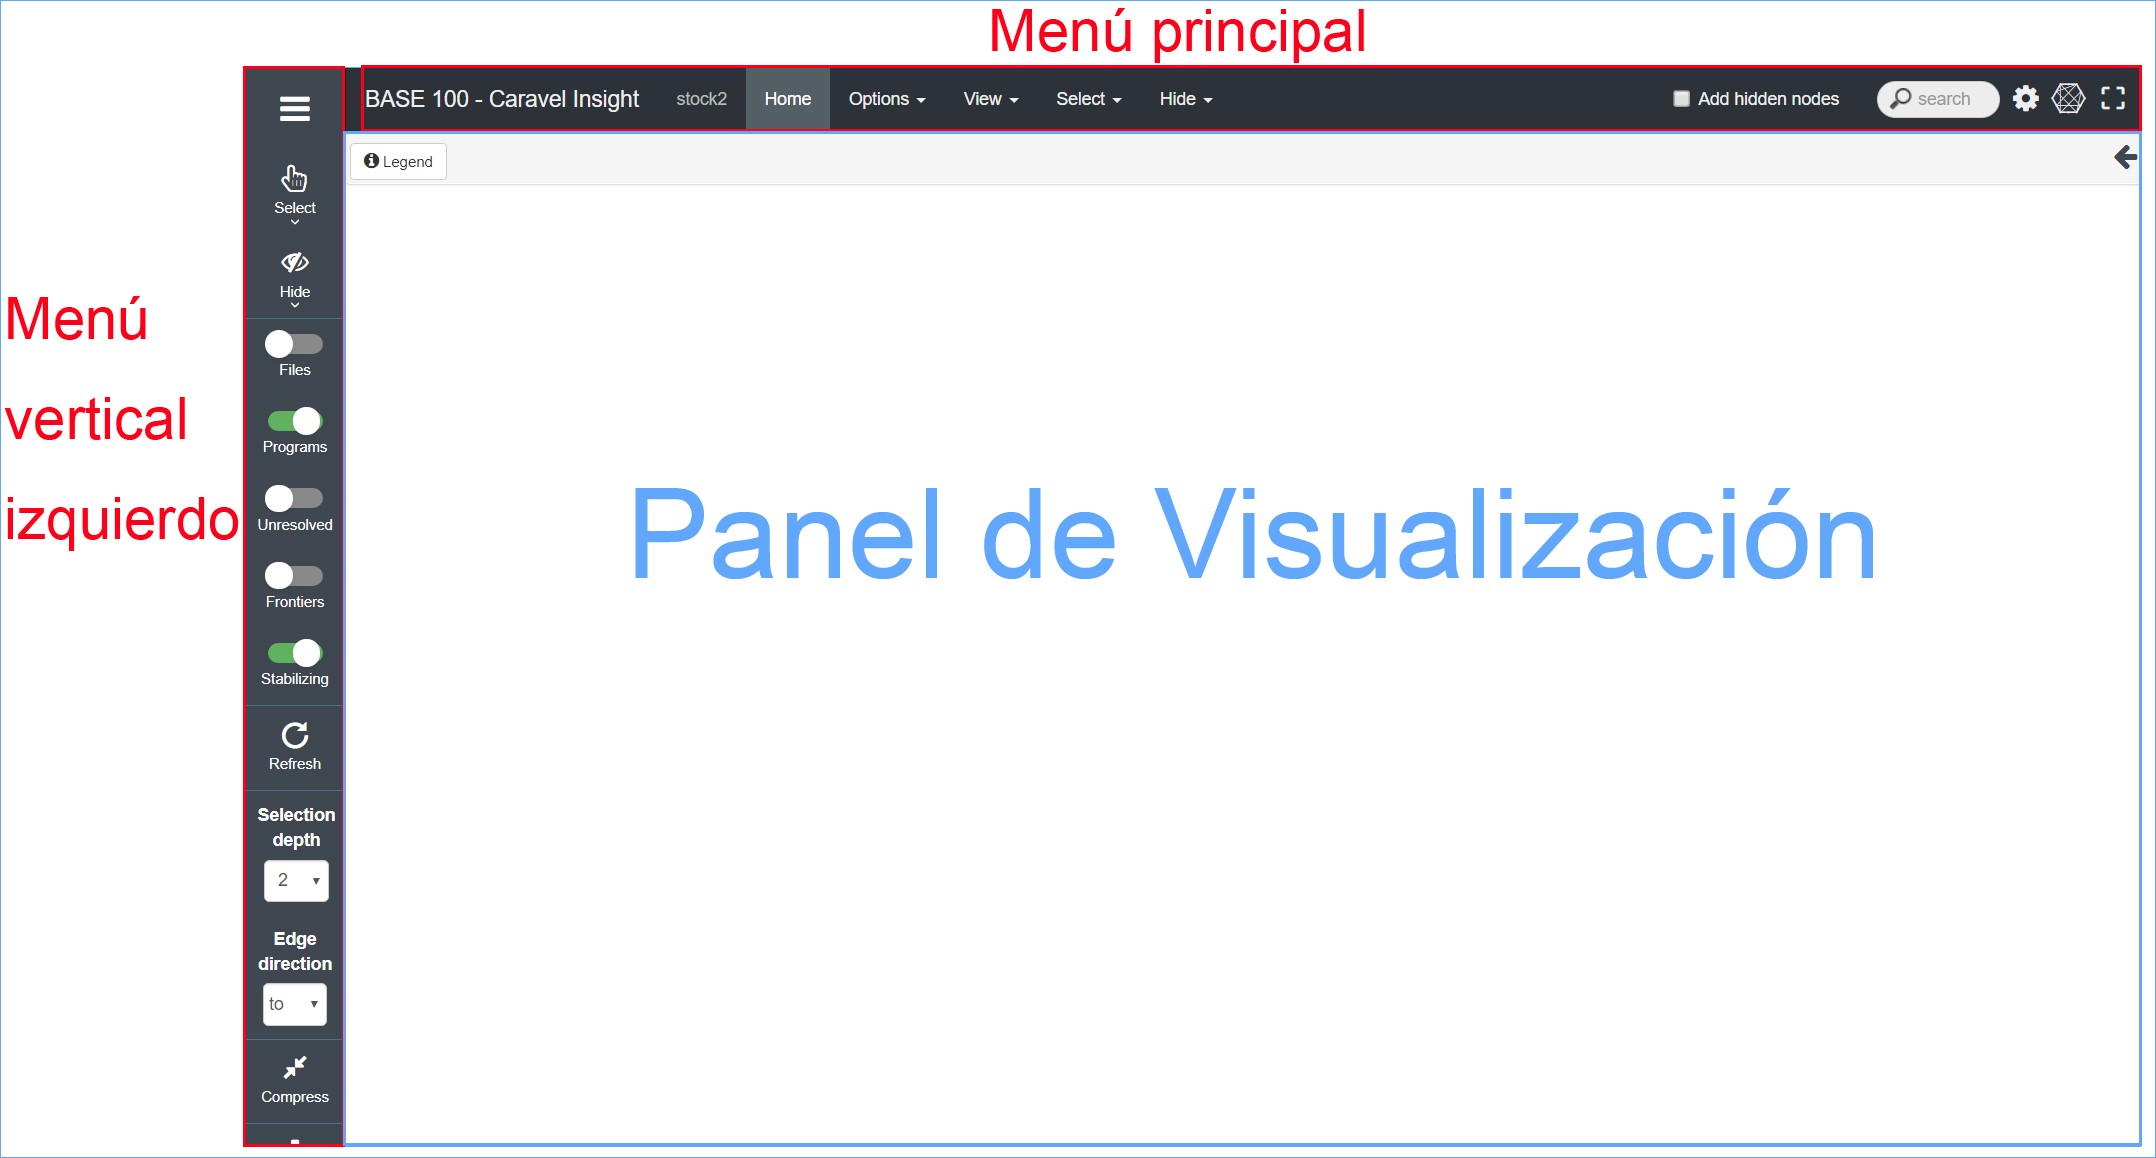 Menú principal
BASE 100 - Caravel Insight stock2 Home Options View Select Hide Add hidden nodes search
Legend
Select
Hide
Files
Programs
Unresolved
Frontiers
Stabilizing
Refresh
Selection
depth
2
Edge
direction
to
Compress
Menú
vertical
izquierdo
Panel de Visualización